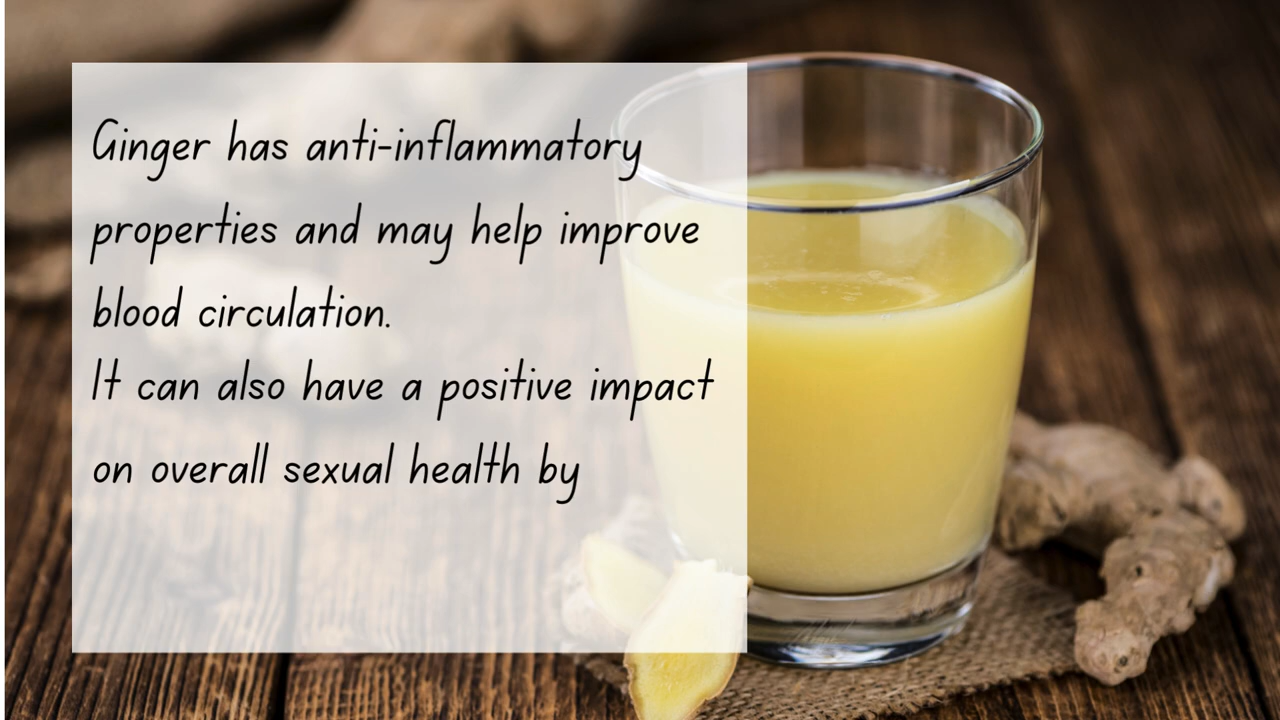 Ginger has anti-inflammatory
properties and may help improve
blood circulation.
It can also have a positive impact
on overall sexual health by